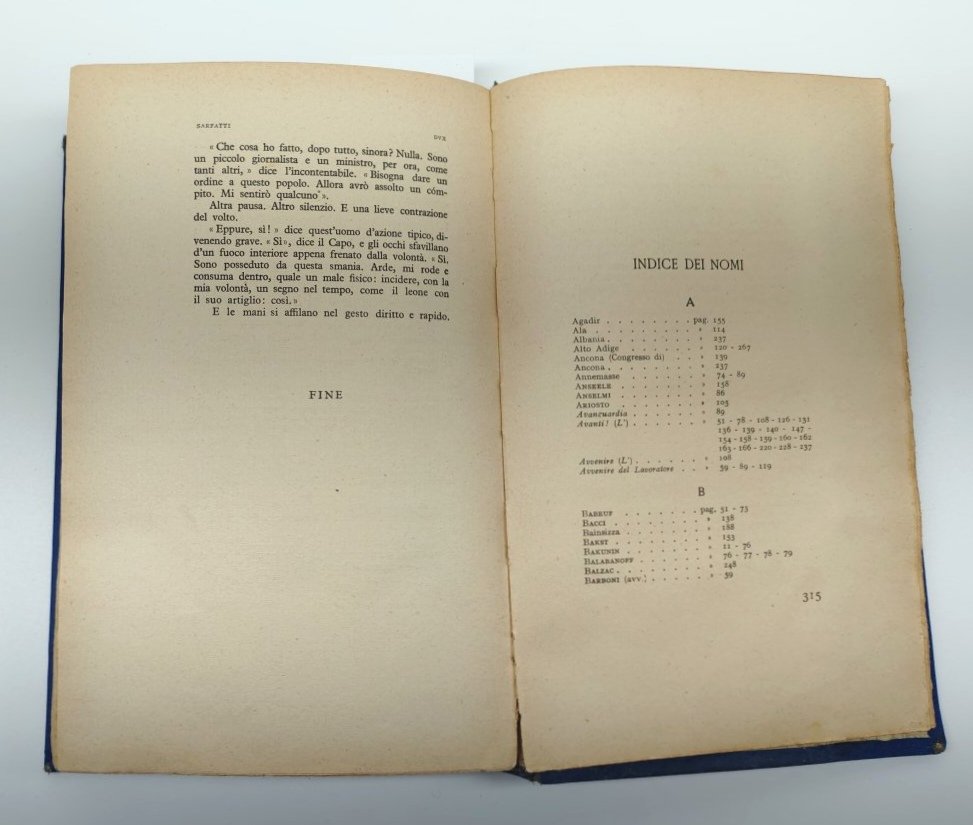 SARFATTI
DVX
« Che cosa ho fatto, dopo tutto, sinora? Nulla. Sono
un piccolo giornalista e un ministro, per ora, come
tanti altri, » dice l'incontentabile. « Bisogna dare un
ordine a questo popolo. Allora avrò assolto un cóm-
pito. Mi sentirò qualcuno ».
Altra pausa. Altro silenzio. E una lieve contrazione
del volto.
« Eppure, sì! » dice quest'uomo d'azione tipico, di-
venendo grave. « Sì », dice il Capo, e gli occhi sfavillano
d'un fuoco interiore appena frenato dalla volontà. « Sì.
Sono posseduto da questa smania. Arde, mi rode e
consuma dentro, quale un male fisico: incidere, con la
mia volontà, un segno nel tempo, come il leone con
il suo artiglio: così. »
E le mani si affilano nel gesto diritto e rapido.
FINE
INDICE DEI NOMI
A
Agadir . . . . . . . . pag. 155
Ala . . . . . . . . . » 114
Albania . . . . . . . . » 237
Alto Adige . . . . . . » 120 - 267
Ancona (Congresso di) . . » 139
Ancona . . . . . . . . » 237
Annemasse . . . . . . » 74 - 89
ANSEELE . . . . . . . » 158
ANSELMI . . . . . . . » 86
ARIOSTO . . . . . . . » 105
Avanguardia . . . . . . » 89
Avanti! (L') . . . . . . » 51 - 78 - 108 - 126 - 131
136 - 139 - 140 - 147 -
154 - 158 - 159 - 160 - 162
163 - 166 - 220 - 228 - 237
Avvenire (L') . . . . . . » 108
Avvenire del Lavoratore . . » 59 - 89 - 119
B
BABEUF . . . . . . . pag. 51 - 73
BACCI . . . . . . . . » 138
Bainsizza . . . . . . . » 188
BAKST . . . . . . . . » 153
BAKUNIN . . . . . . . » 11 - 76
BALABANOFF . . . . . . » 76 - 77 - 78 - 79
BALZAC . . . . . . . . » 248
BARBONI (avv.) . . . . . » 59
315